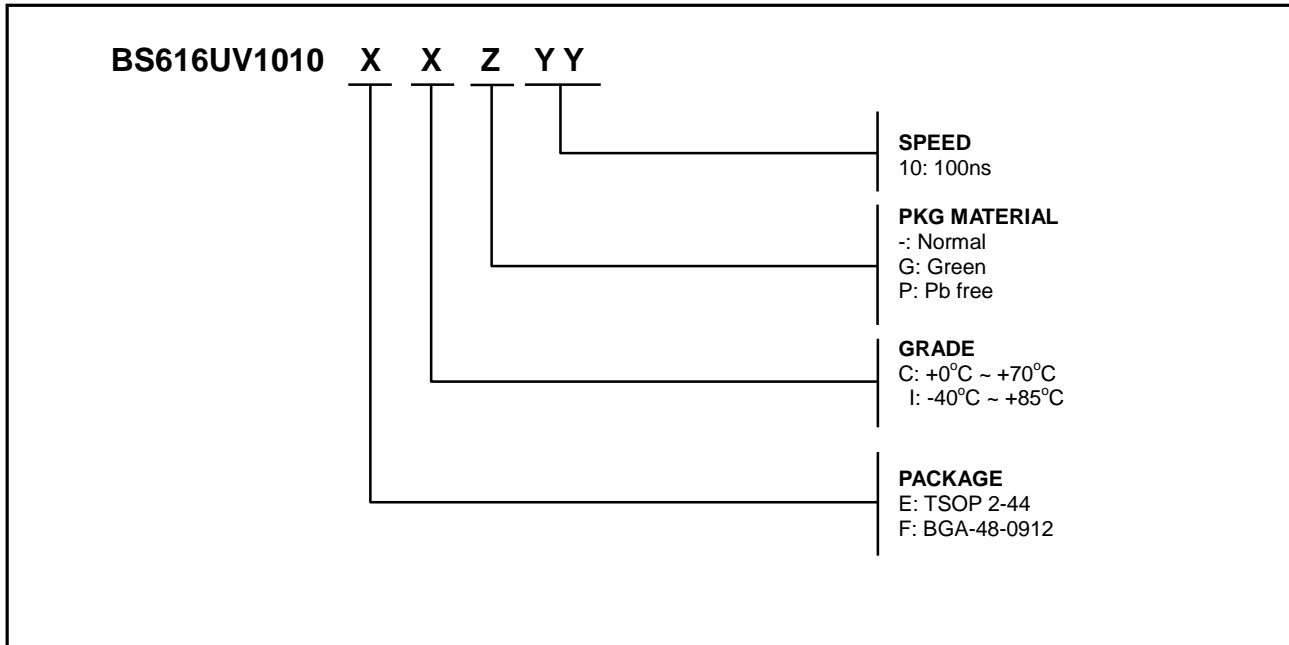 BS616UV1010 X X Z Y Y
SPEED
10: 100ns
PKG MATERIAL
-: Normal
G: Green
P: Pb free
GRADE
C: +0°C ~ +70°C
I: -40°C ~ +85°C
PACKAGE
E: TSOP 2-44
F: BGA-48-0912